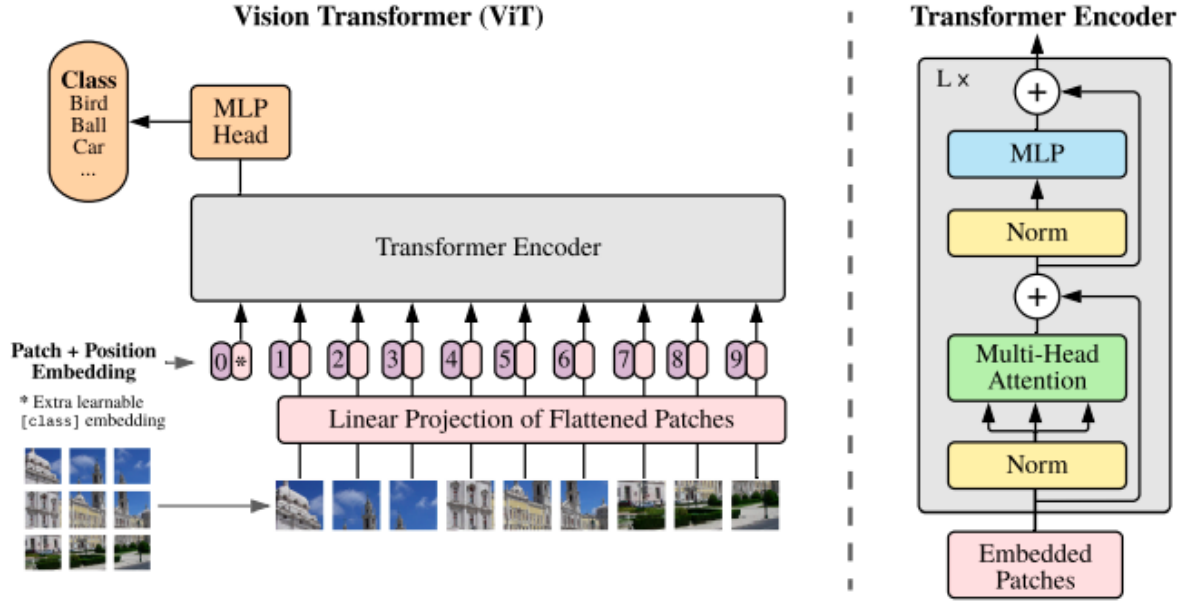 Vision Transformer (ViT)
Class
Bird
Ball
Car
...
MLP
Head
Transformer Encoder
Patch + Position
Embedding
0 * 1 2 3 4 5 6 7 8 9
* Extra learnable
[class] embedding
Linear Projection of Flattened Patches
Transformer Encoder
L ×
+
MLP
Norm
+
Multi-Head
Attention
Norm
Embedded
Patches